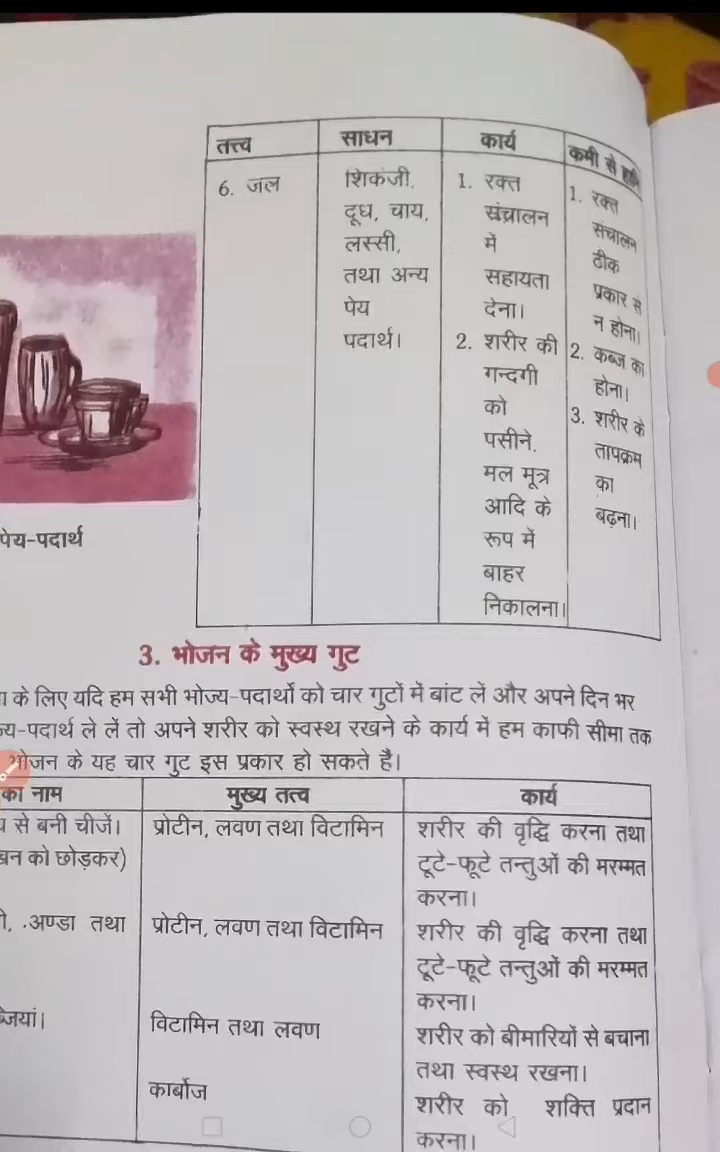 तत्त्व साधन कार्य कमी से हानि
6. जल शिकंजी, 1. रक्त 1. रक्त
दूध, चाय, संचालन संचालन
लस्सी, में ठीक
तथा अन्य सहायता प्रकार से
पेय देना। न होना।
पदार्थ। 2. शरीर की 2. कब्ज का
गन्दगी होना।
को 3. शरीर के
पसीने, तापक्रम
मल मूत्र का
आदि के बढ़ना।
रूप में
बाहर
निकालना।
पेय-पदार्थ
3. भोजन के मुख्य गुट
के लिए यदि हम सभी भोज्य-पदार्थों को चार गुटों में बांट लें और अपने दिन भर
पदार्थ ले लें तो अपने शरीर को स्वस्थ रखने के कार्य में हम काफी सीमा तक
भोजन के यह चार गुट इस प्रकार हो सकते हैं।
का नाम मुख्य तत्व कार्य
से बनी चीजें। प्रोटीन, लवण तथा विटामिन शरीर की वृद्धि करना तथा
को छोड़कर) टूटे-फूटे तन्तुओं की मरम्मत
करना।
अण्डा तथा प्रोटीन, लवण तथा विटामिन शरीर की वृद्धि करना तथा
टूटे-फूटे तन्तुओं की मरम्मत
करना।
विटामिन तथा लवण शरीर को बीमारियों से बचाना
तथा स्वस्थ रखना।
कार्बोज शरीर को शक्ति प्रदान
करना।